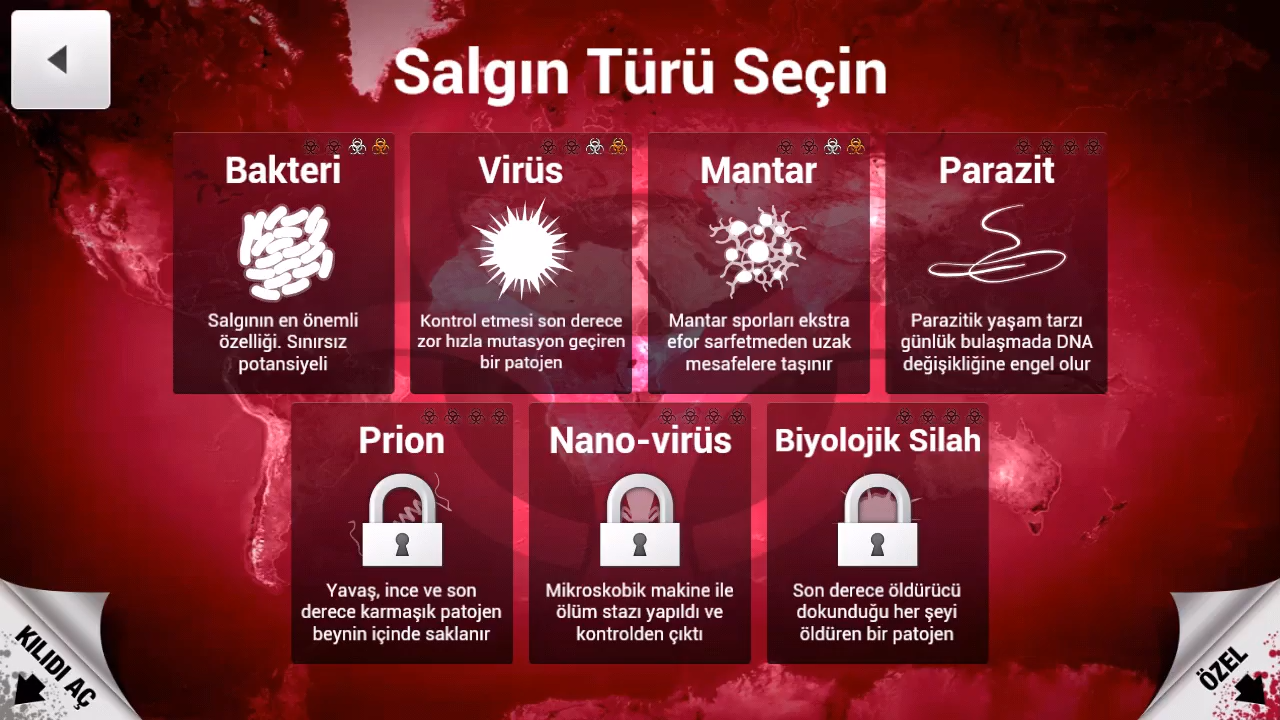 Salgın Türü Seçin
Bakteri
Salgının en önemli
özelliği. Sınırsız
potansiyeli
Virüs
Kontrol etmesi son derece
zor hızla mutasyon geçiren
bir patojen
Mantar
Mantar sporları ekstra
efor sarfetmeden uzak
mesafelere taşınır
Parazit
Parazitik yaşam tarzı
günlük bulaşmada DNA
değişikliğine engel olur
Prion
Yavaş, ince ve son
derece karmaşık patojen
beynin içinde saklanır
Nano-virüs
Mikroskobik makine ile
ölüm stazı yapıldı ve
kontrolden çıktı
Biyolojik Silah
Son derece öldürücü
dokunduğu her şeyi
öldüren bir patojen
KILIDI AÇ
ÖZEL